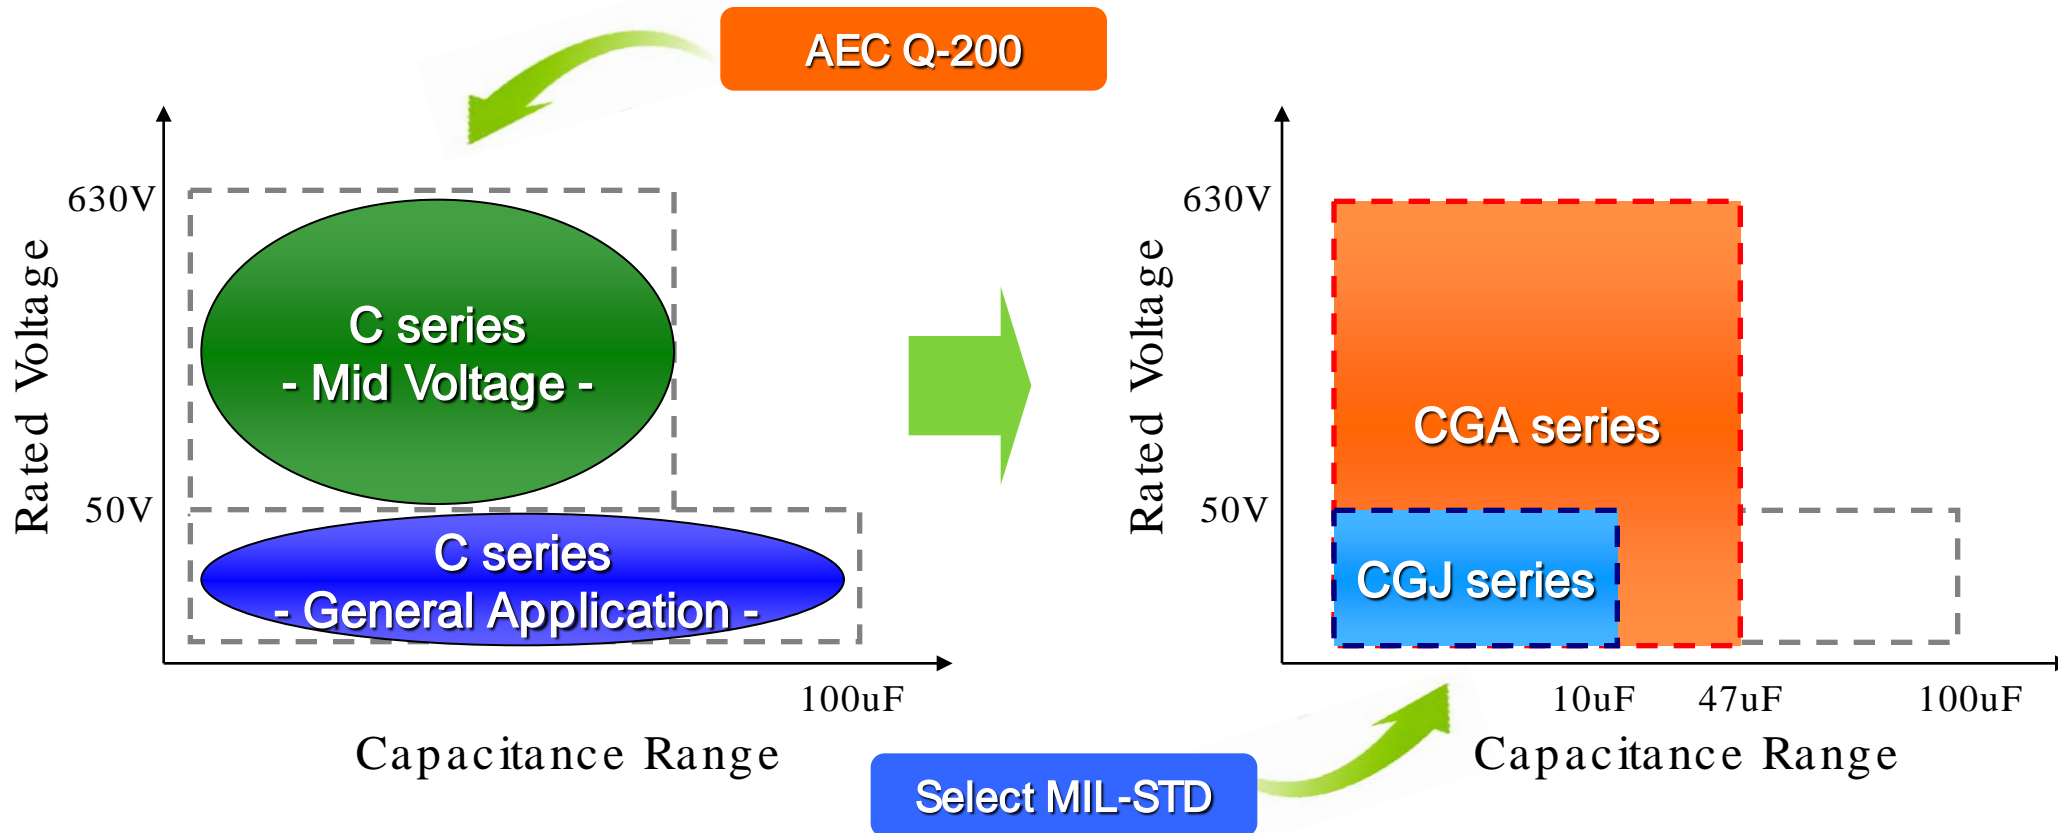 AEC Q-200
630V
50V
Rated Voltage
C series
- Mid Voltage -
C series
- General Application -
100uF
Capacitance Range
630V
50V
Rated Voltage
CGA series
CGJ series
10uF
47uF
100uF
Capacitance Range
Select MIL-STD